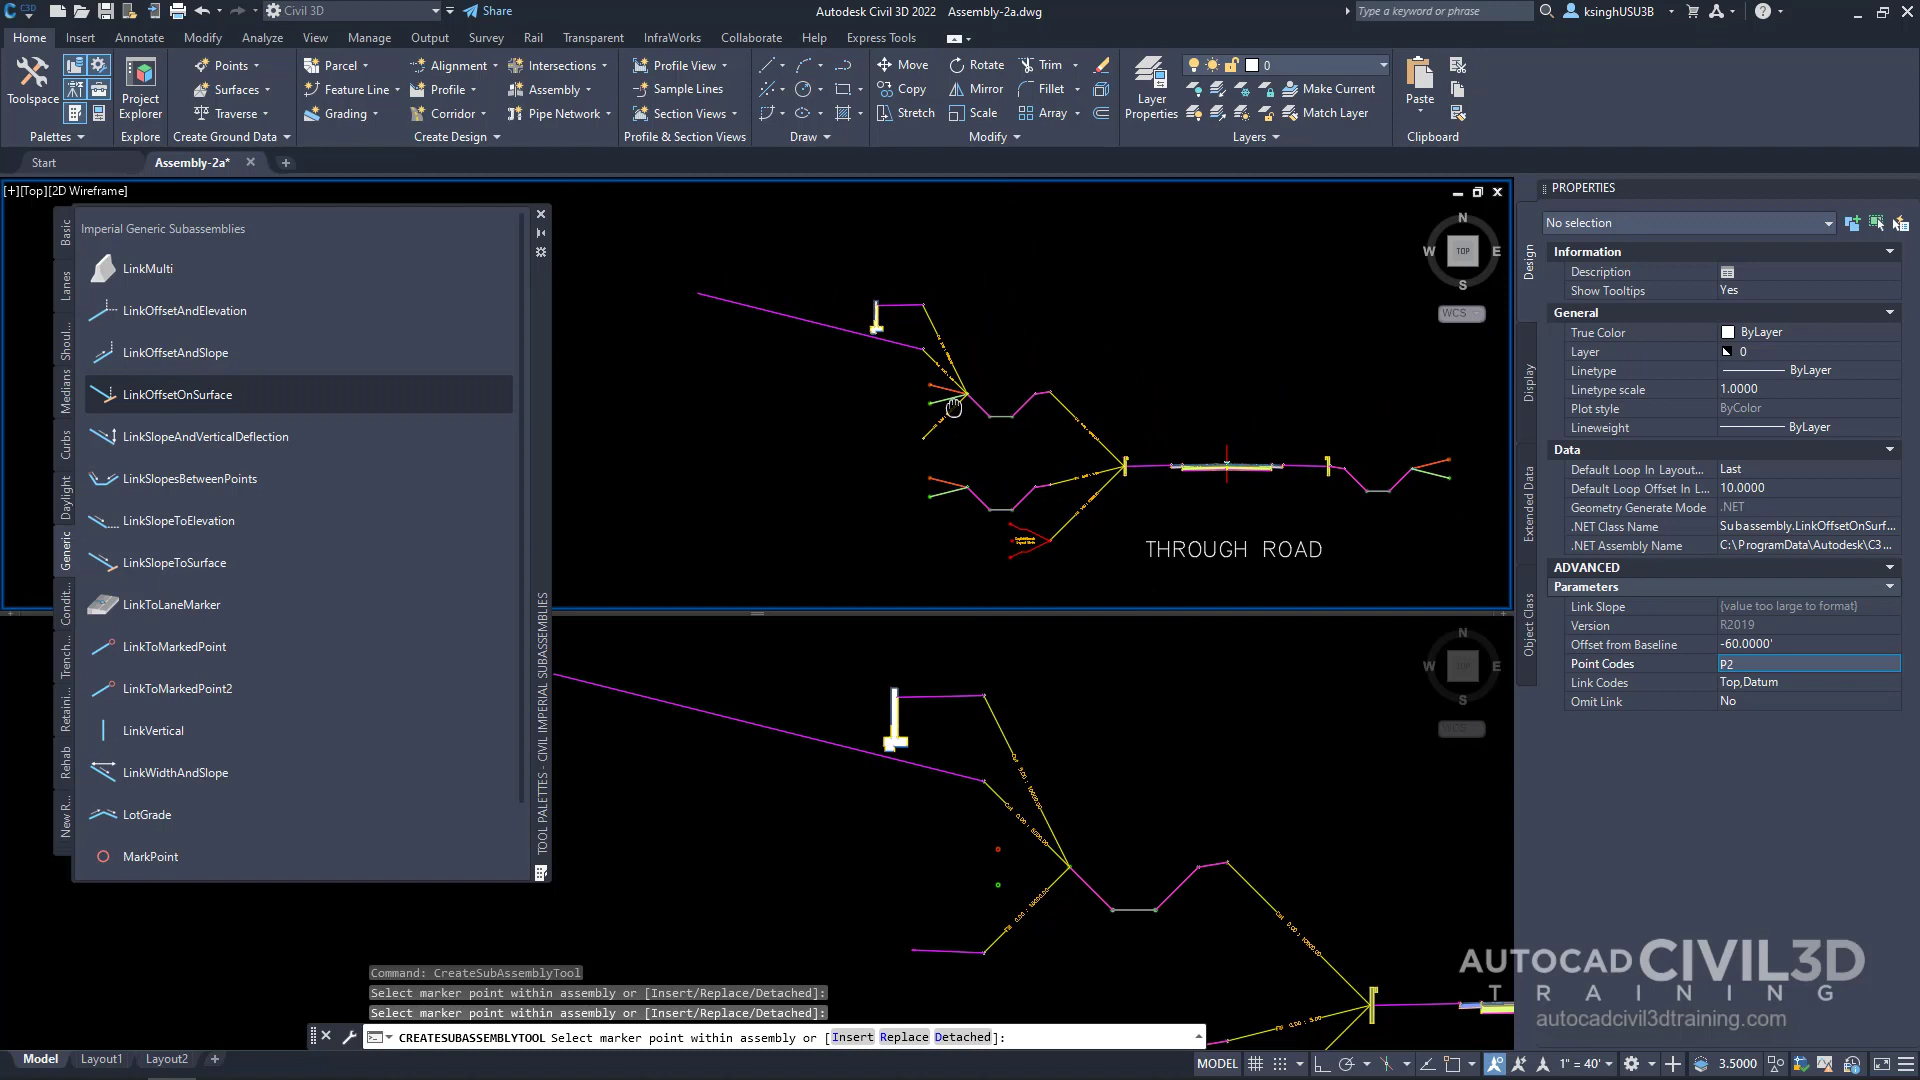 Civil 3D
Share
Autodesk Civil 3D 2022 Assembly-2a.dwg
Type a keyword or phrase
ksinghUSU3B
Home Insert Annotate Modify Analyze View Manage Output Survey Rail Transparent InfraWorks Collaborate Help Express Tools
Toolspace
Palettes
Project Explorer
Explore
Points
Surfaces
Traverse
Create Ground Data
Parcel
Feature Line
Grading
Alignment
Profile
Corridor
Intersections
Assembly
Pipe Network
Create Design
Profile View
Sample Lines
Section Views
Profile & Section Views
Draw
Move
Copy
Stretch
Rotate
Mirror
Scale
Trim
Fillet
Array
Modify
Layer Properties
0
Make Current
Match Layer
Layers
Paste
Clipboard
Start
Assembly-2a*
[+][Top][2D Wireframe]
Basic
Lanes
Shoul...
Medians
Curbs
Daylight
Generic
Condit...
Trench...
Retaini...
Rehab
New R...
Imperial Generic Subassemblies
LinkMulti
LinkOffsetAndElevation
LinkOffsetAndSlope
LinkOffsetOnSurface
LinkSlopeAndVerticalDeflection
LinkSlopesBetweenPoints
LinkSlopeToElevation
LinkSlopeToSurface
LinkToLaneMarker
LinkToMarkedPoint
LinkToMarkedPoint2
LinkVertical
LinkWidthAndSlope
LotGrade
MarkPoint
TOOL PALETTES - CIVIL IMPERIAL SUBASSEMBLIES
N
W TOP E
S
WCS
THROUGH ROAD
N
W TOP E
S
WCS
PROPERTIES
No selection
Design
Display
Extended Data
Object Class
Information
Description
Show Tooltips Yes
General
True Color ByLayer
Layer 0
Linetype ByLayer
Linetype scale 1.0000
Plot style ByColor
Lineweight ByLayer
Data
Default Loop In Layout... Last
Default Loop Offset In L... 10.0000
Geometry Generate Mode .NET
.NET Class Name Subassembly.LinkOffsetOnSurf...
.NET Assembly Name C:\ProgramData\Autodesk\C3...
ADVANCED
Parameters
Link Slope {value too large to format}
Version R2019
Offset from Baseline -60.0000'
Point Codes P2
Link Codes Top,Datum
Omit Link No
Command: CreateSubAssemblyTool
Select marker point within assembly or [Insert/Replace/Detached]:
Select marker point within assembly or [Insert/Replace/Detached]:
CREATESUBASSEMBLYTOOL Select marker point within assembly or [Insert Replace Detached]:
AUTOCAD CIVIL3D
TRAINING
autocadcivil3dtraining.com
Model Layout1 Layout2
MODEL
1" = 40'
3.5000